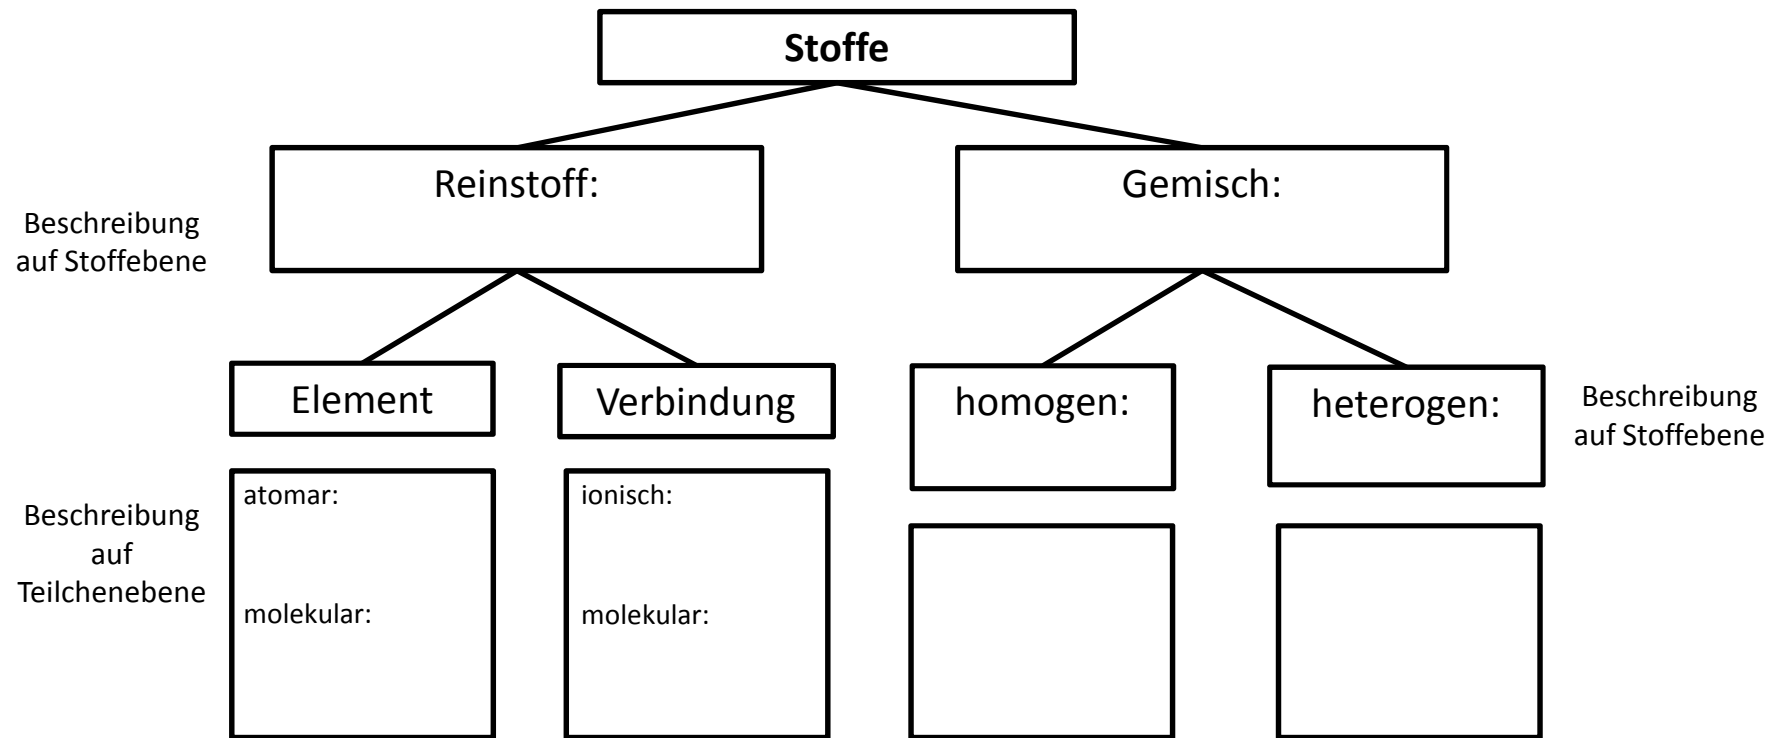 Stoffe
Reinstoff:
Gemisch:
Beschreibung
auf Stoffebene
Element
Verbindung
homogen:
heterogen:
Beschreibung
auf Stoffebene
Beschreibung
auf
Teilchenebene
atomar:
molekular:
ionisch:
molekular: